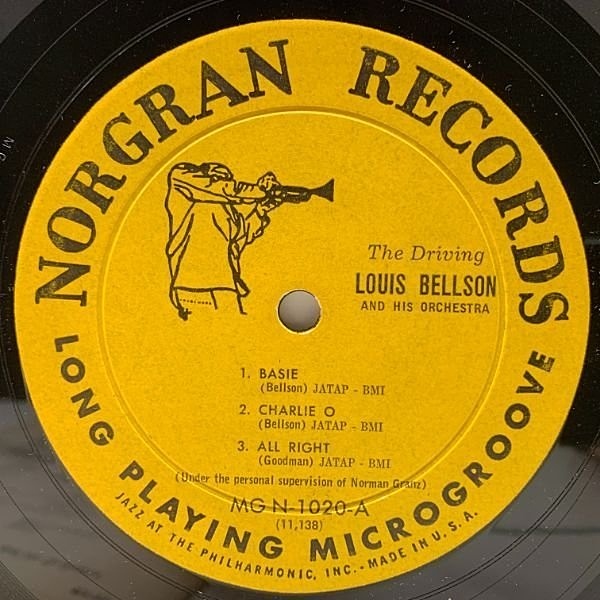 NORGRAN RECORDS
The Driving
LOUIS BELLSON
AND HIS ORCHESTRA
1. BASIE
(Bellson) JATAP - BMI
2. CHARLIE O
(Bellson) JATAP - BMI
3. ALL RIGHT
(Goodman) JATAP - BMI
(Under the personal supervision of Norman Granz)
MG N-1020-A
(11,138)
LONG PLAYING MICROGROOVE
JAZZ AT THE PHILHARMONIC, INC. - MADE IN U.S.A.